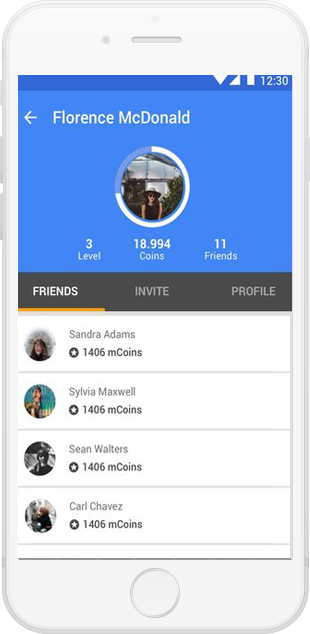 12:30
Florence McDonald
3 18.994 11
Level Coins Friends
FRIENDS INVITE PROFILE
Sandra Adams
1406 mCoins
Sylvia Maxwell
1406 mCoins
Sean Walters
1406 mCoins
Carl Chavez
1406 mCoins